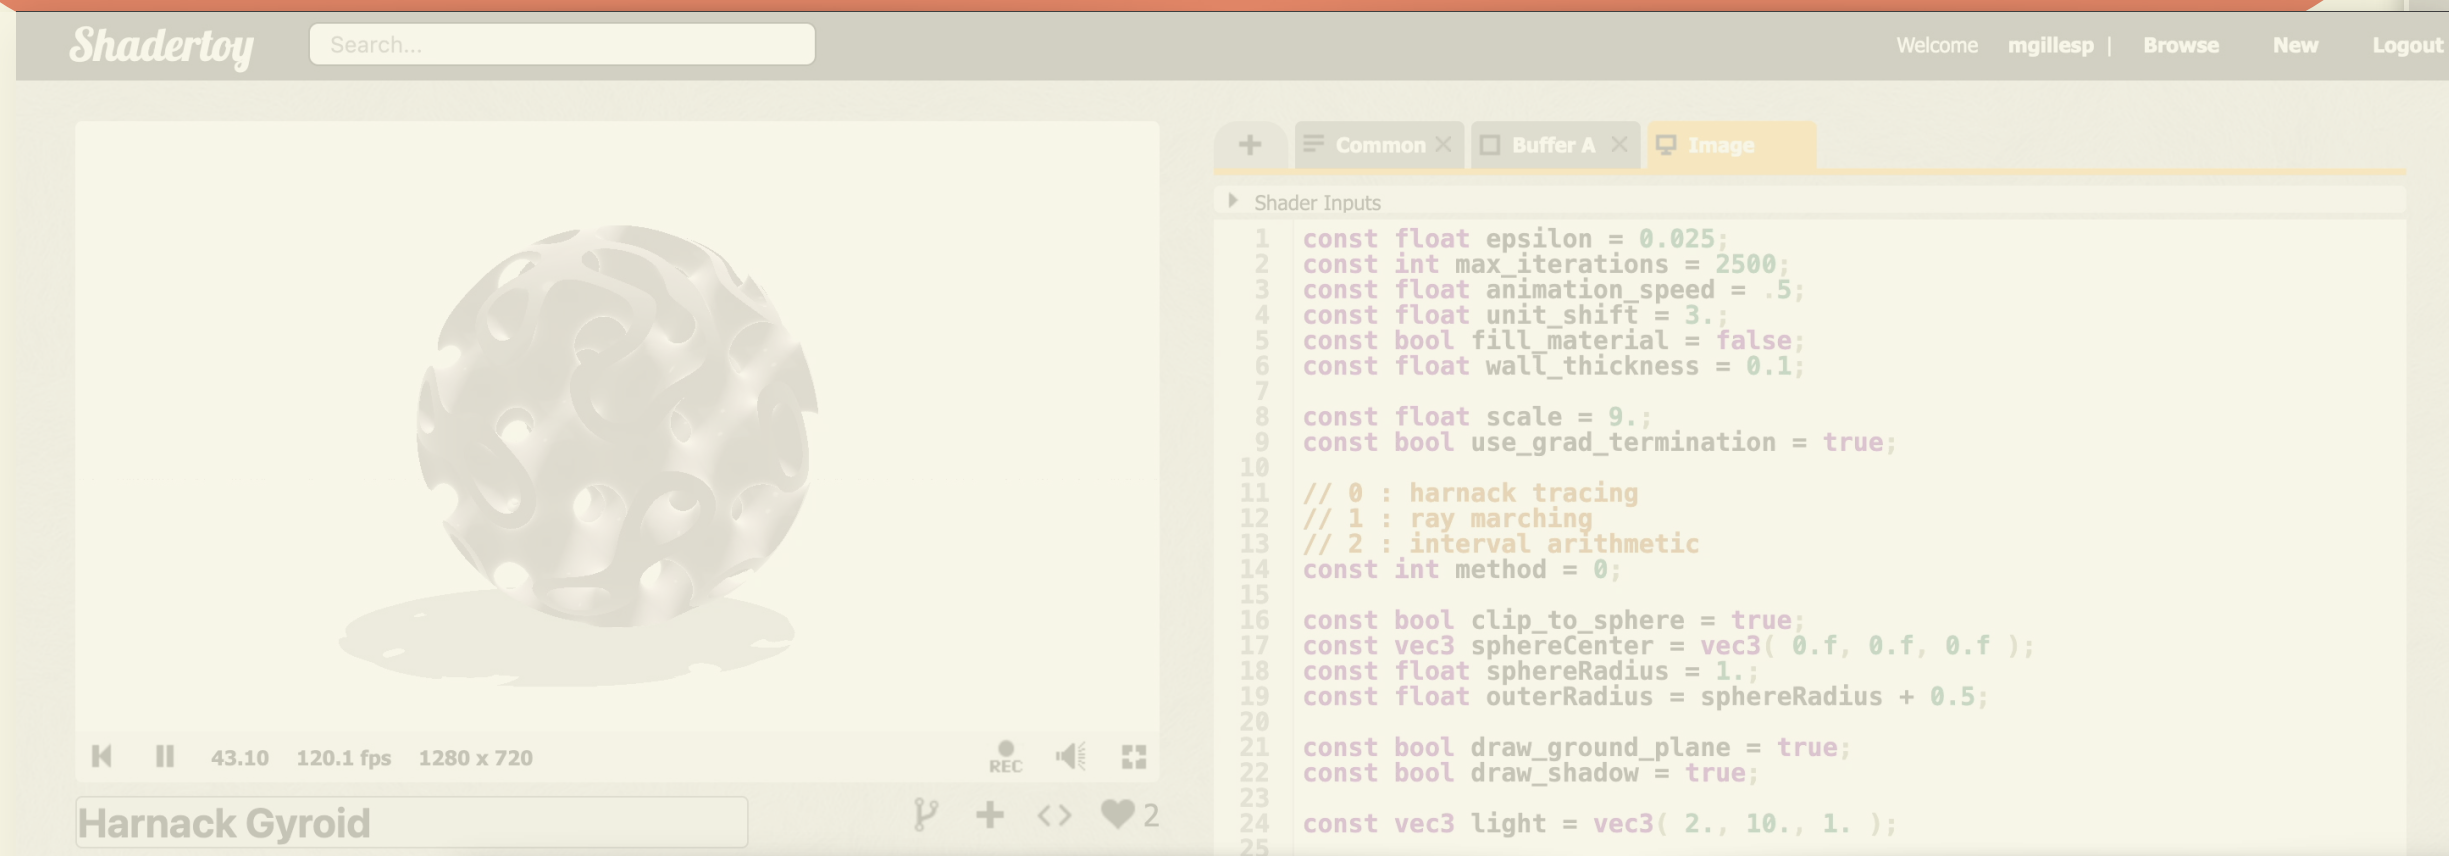 Shadertoy
Search...
Welcome mgillesp | Browse New Logout
Common
Buffer A
Image
Shader Inputs
1 const float epsilon = 0.025;
2 const int max_iterations = 2500;
3 const float animation_speed = .5;
4 const float unit_shift = 3.;
5 const bool fill_material = false;
6 const float wall_thickness = 0.1;
7
8 const float scale = 9.;
9 const bool use_grad_termination = true;
10
11 // 0 : harnack tracing
12 // 1 : ray marching
13 // 2 : interval arithmetic
14 const int method = 0;
15
16 const bool clip_to_sphere = true;
17 const vec3 sphereCenter = vec3( 0.f, 0.f, 0.f );
18 const float sphereRadius = 1.;
19 const float outerRadius = sphereRadius + 0.5;
20
21 const bool draw_ground_plane = true;
22 const bool draw_shadow = true;
23
24 const vec3 light = vec3( 2., 10., 1. );
25
43.10 120.1 fps 1280 x 720
REC
Harnack Gyroid
2